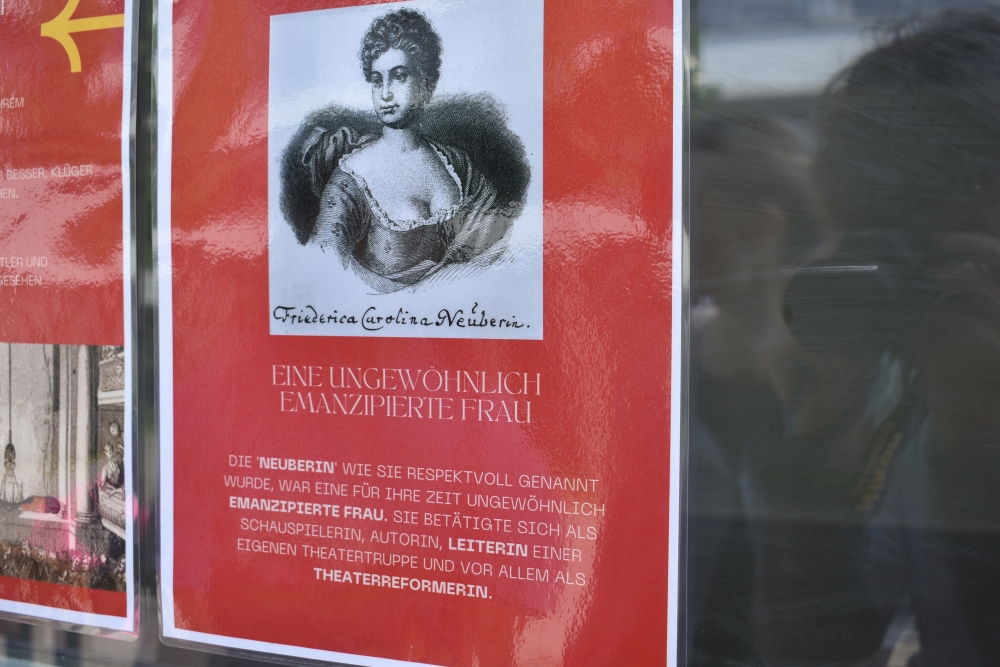 BESSER, KLÜGER
UND
GESEHEN
Friederica Carolina Neuberin.
EINE UNGEWÖHNLICH
EMANZIPIERTE FRAU
DIE 'NEUBERIN' WIE SIE RESPEKTVOLL GENANNT
WURDE, WAR EINE FÜR IHRE ZEIT UNGEWÖHNLICH
EMANZIPIERTE FRAU. SIE BETÄTIGTE SICH ALS
SCHAUSPIELERIN, AUTORIN, LEITERIN EINER
EIGENEN THEATERTRUPPE UND VOR ALLEM ALS
THEATERREFORMERIN.